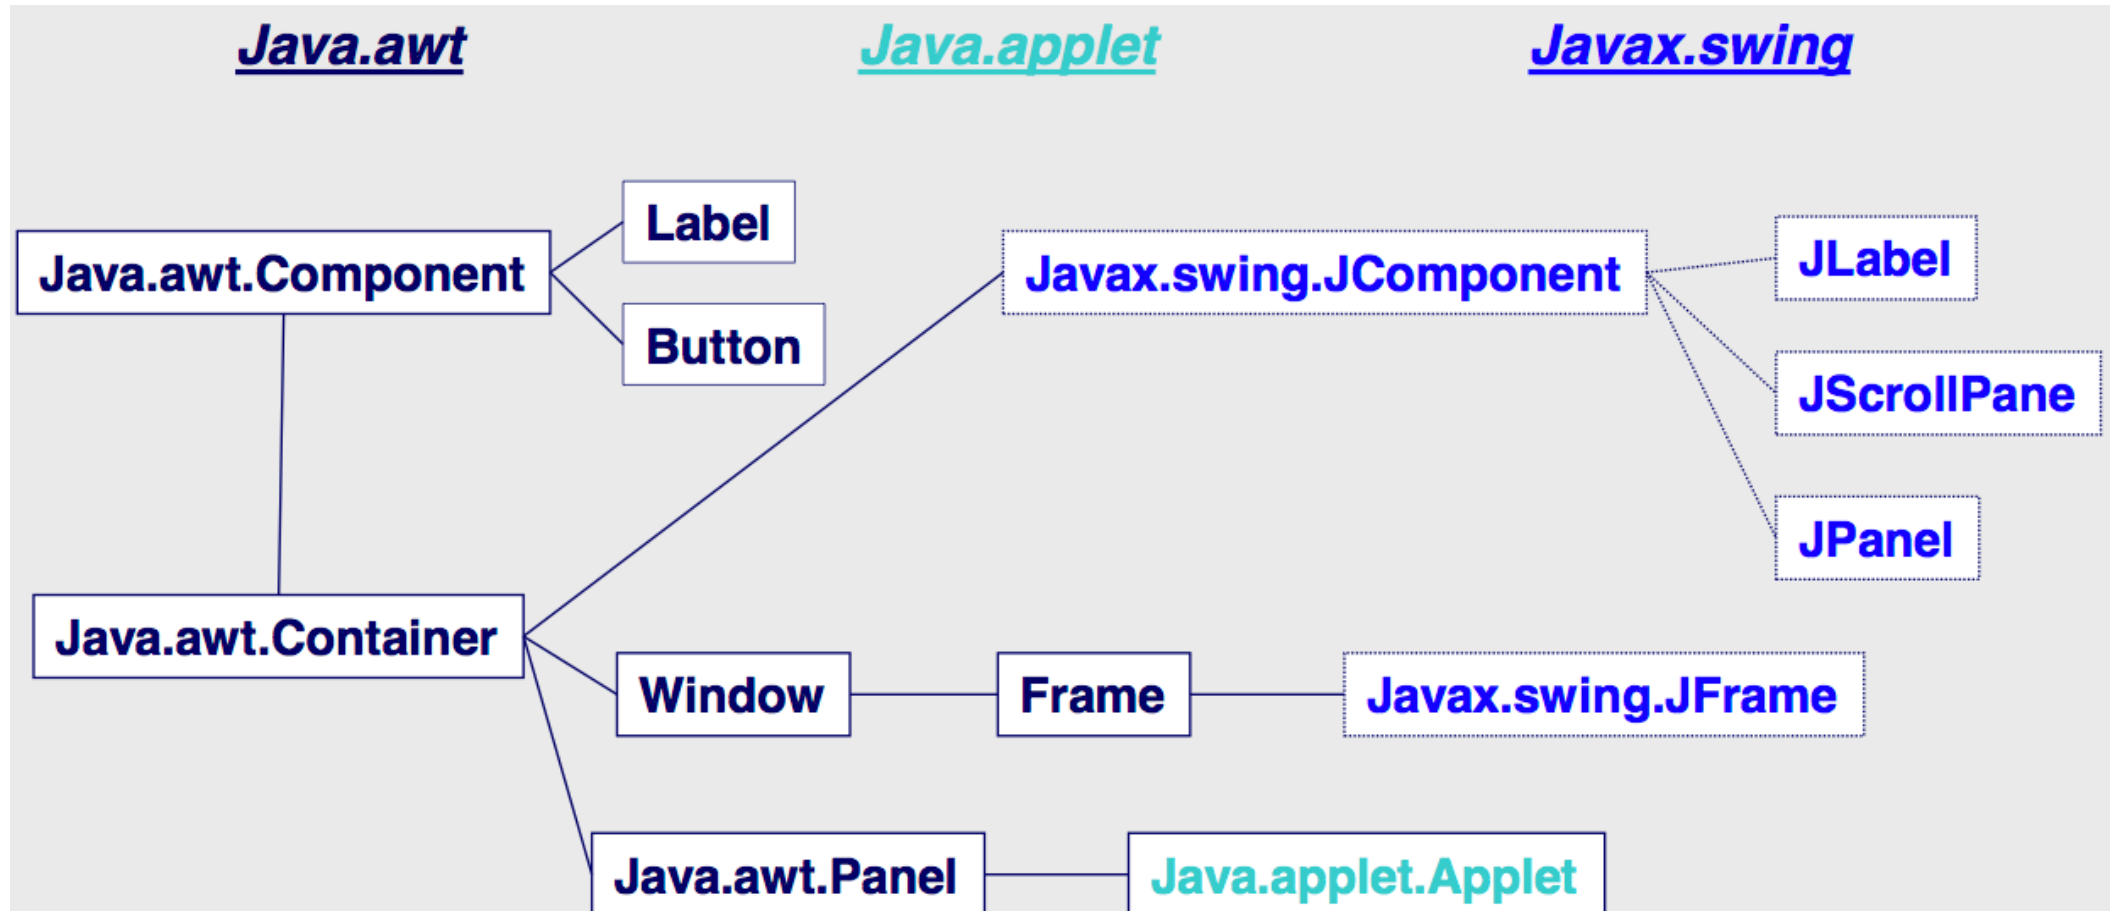 Java.awt
Java.applet
Javax.swing
Label
Java.awt.Component
Javax.swing.JComponent
JLabel
Button
JScrollPane
JPanel
Java.awt.Container
Window
Frame
Javax.swing.JFrame
Java.awt.Panel
Java.applet.Applet